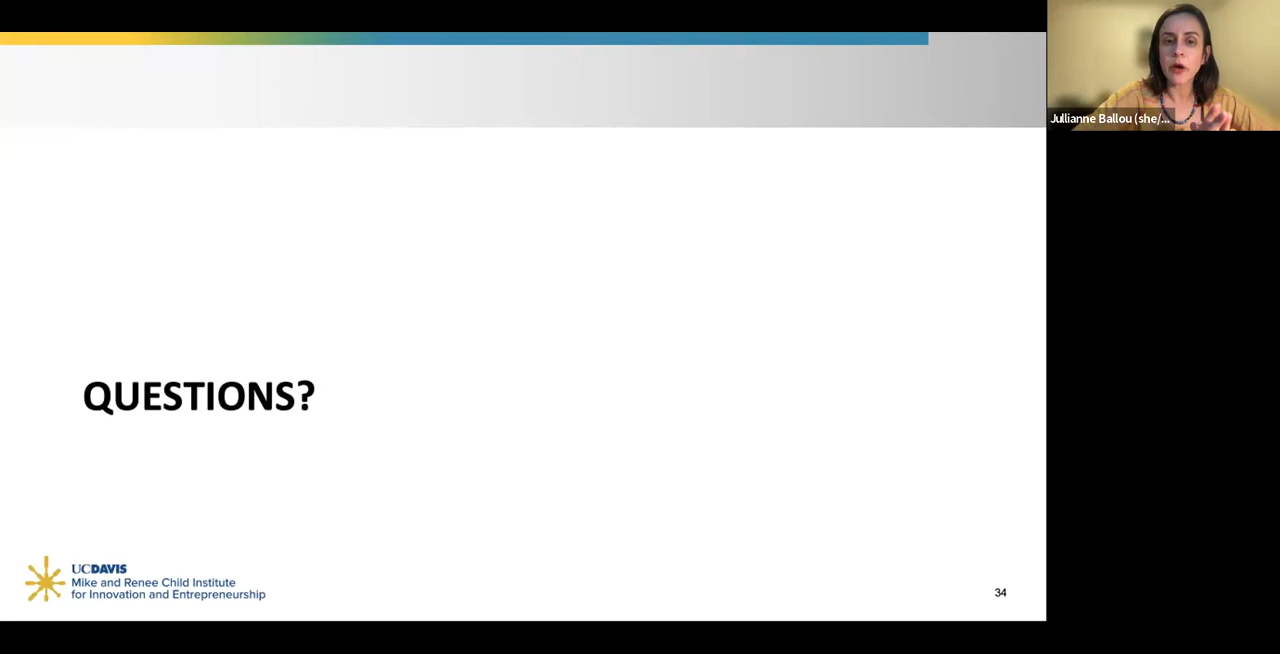 Jullianne Ballou (she/...
QUESTIONS?
UCDAVIS
Mike and Renee Child Institute
for Innovation and Entrepreneurship
34